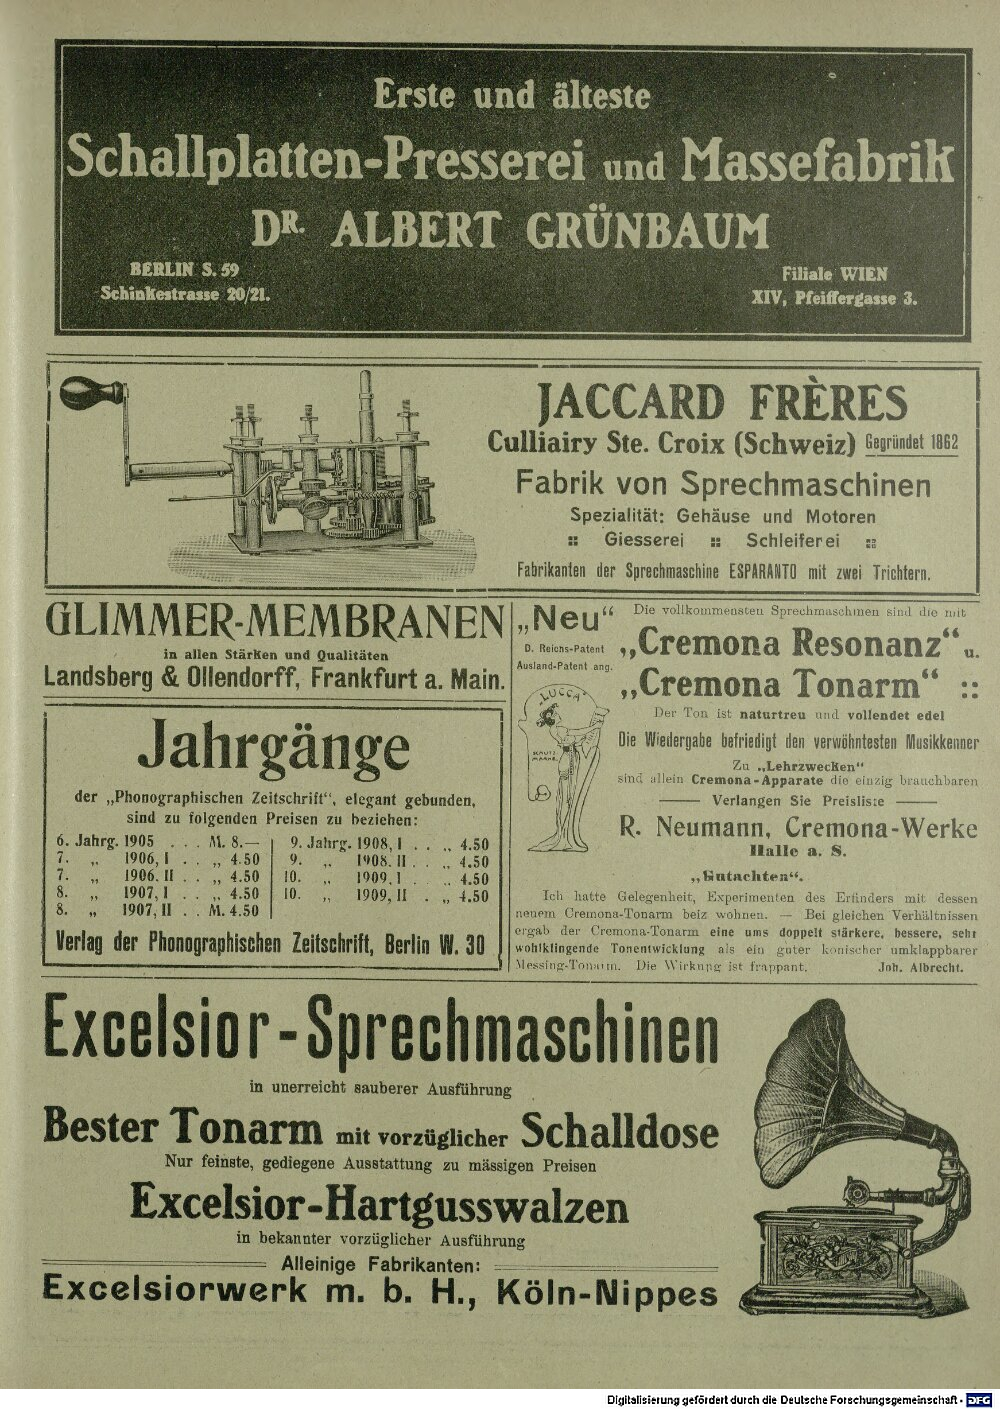 Erste und älteste
Schallplatten-Presserei und Massefabrik
DR. ALBERT GRÜNBAUM
BERLIN S. 59
Schinkestrasse 20/21.
Filiale WIEN
XIV, Pfeiffergasse 3.
JACCARD FRÈRES
Culliairy Ste. Croix (Schweiz) Gegründet 1862
Fabrik von Sprechmaschinen
Spezialität: Gehäuse und Motoren
:: Giesserei :: Schleiferei ::
Fabrikanten der Sprechmaschine ESPERANTO mit zwei Trichtern.
GLIMMER-MEMBRANEN
in allen Stärken und Qualitäten
Landsberg & Ollendorff, Frankfurt a. Main.
Jahrgänge
der „Phonographischen Zeitschrift“, elegant gebunden,
sind zu folgenden Preisen zu beziehen:
6. Jahrg. 1905 . . . M. 8.—
7. „ 1906, I . . „ 4.50
7. „ 1906. II . . „ 4.50
8. „ 1907, I . . „ 4.50
8. „ 1907, II . . M. 4.50
9. Jahrg. 1908, I . . „ 4.50
9. „ 1908. II . . „ 4.50
10. „ 1909, I . . „ 4.50
10. „ 1909, II . . „ 4.50
Verlag der Phonographischen Zeitschrift, Berlin W. 30
„Neu“
D. Reichs-Patent
Ausland-Patent ang.
LUCCA
SCHUTZ
MARKE
Die vollkommensten Sprechmaschinen sind die mit
„Cremona Resonanz“ u.
„Cremona Tonarm“ ::
Der Ton ist naturtreu und vollendet edel
Die Wiedergabe befriedigt den verwöhntesten Musikkenner
Zu „Lehrzwecken“
sind allein Cremona-Apparate die einzig brauchbaren
Verlangen Sie Preisliste
R. Neumann, Cremona-Werke
Halle a. S.
„Gutachten“.
Ich hatte Gelegenheit, Experimenten des Erfinders mit dessen
neuem Cremona-Tonarm beiz wohnen. — Bei gleichen Verhältnissen
ergab der Cremona-Tonarm eine ums doppelt stärkere, bessere, sehr
wohlklingende Tonentwicklung als ein guter konischer umklappbarer
Messing-Tonarm. Die Wirkung ist frappant. Joh. Albrecht.
Excelsior-Sprechmaschinen
in unerreicht sauberer Ausführung
Bester Tonarm mit vorzüglicher Schalldose
Nur feinste, gediegene Ausstattung zu mässigen Preisen
Excelsior-Hartgusswalzen
in bekannter vorzüglicher Ausführung
Alleinige Fabrikanten:
Excelsiorwerk m. b. H., Köln-Nippes
Digitalisierung gefördert durch die Deutsche Forschungsgemeinschaft - DFG